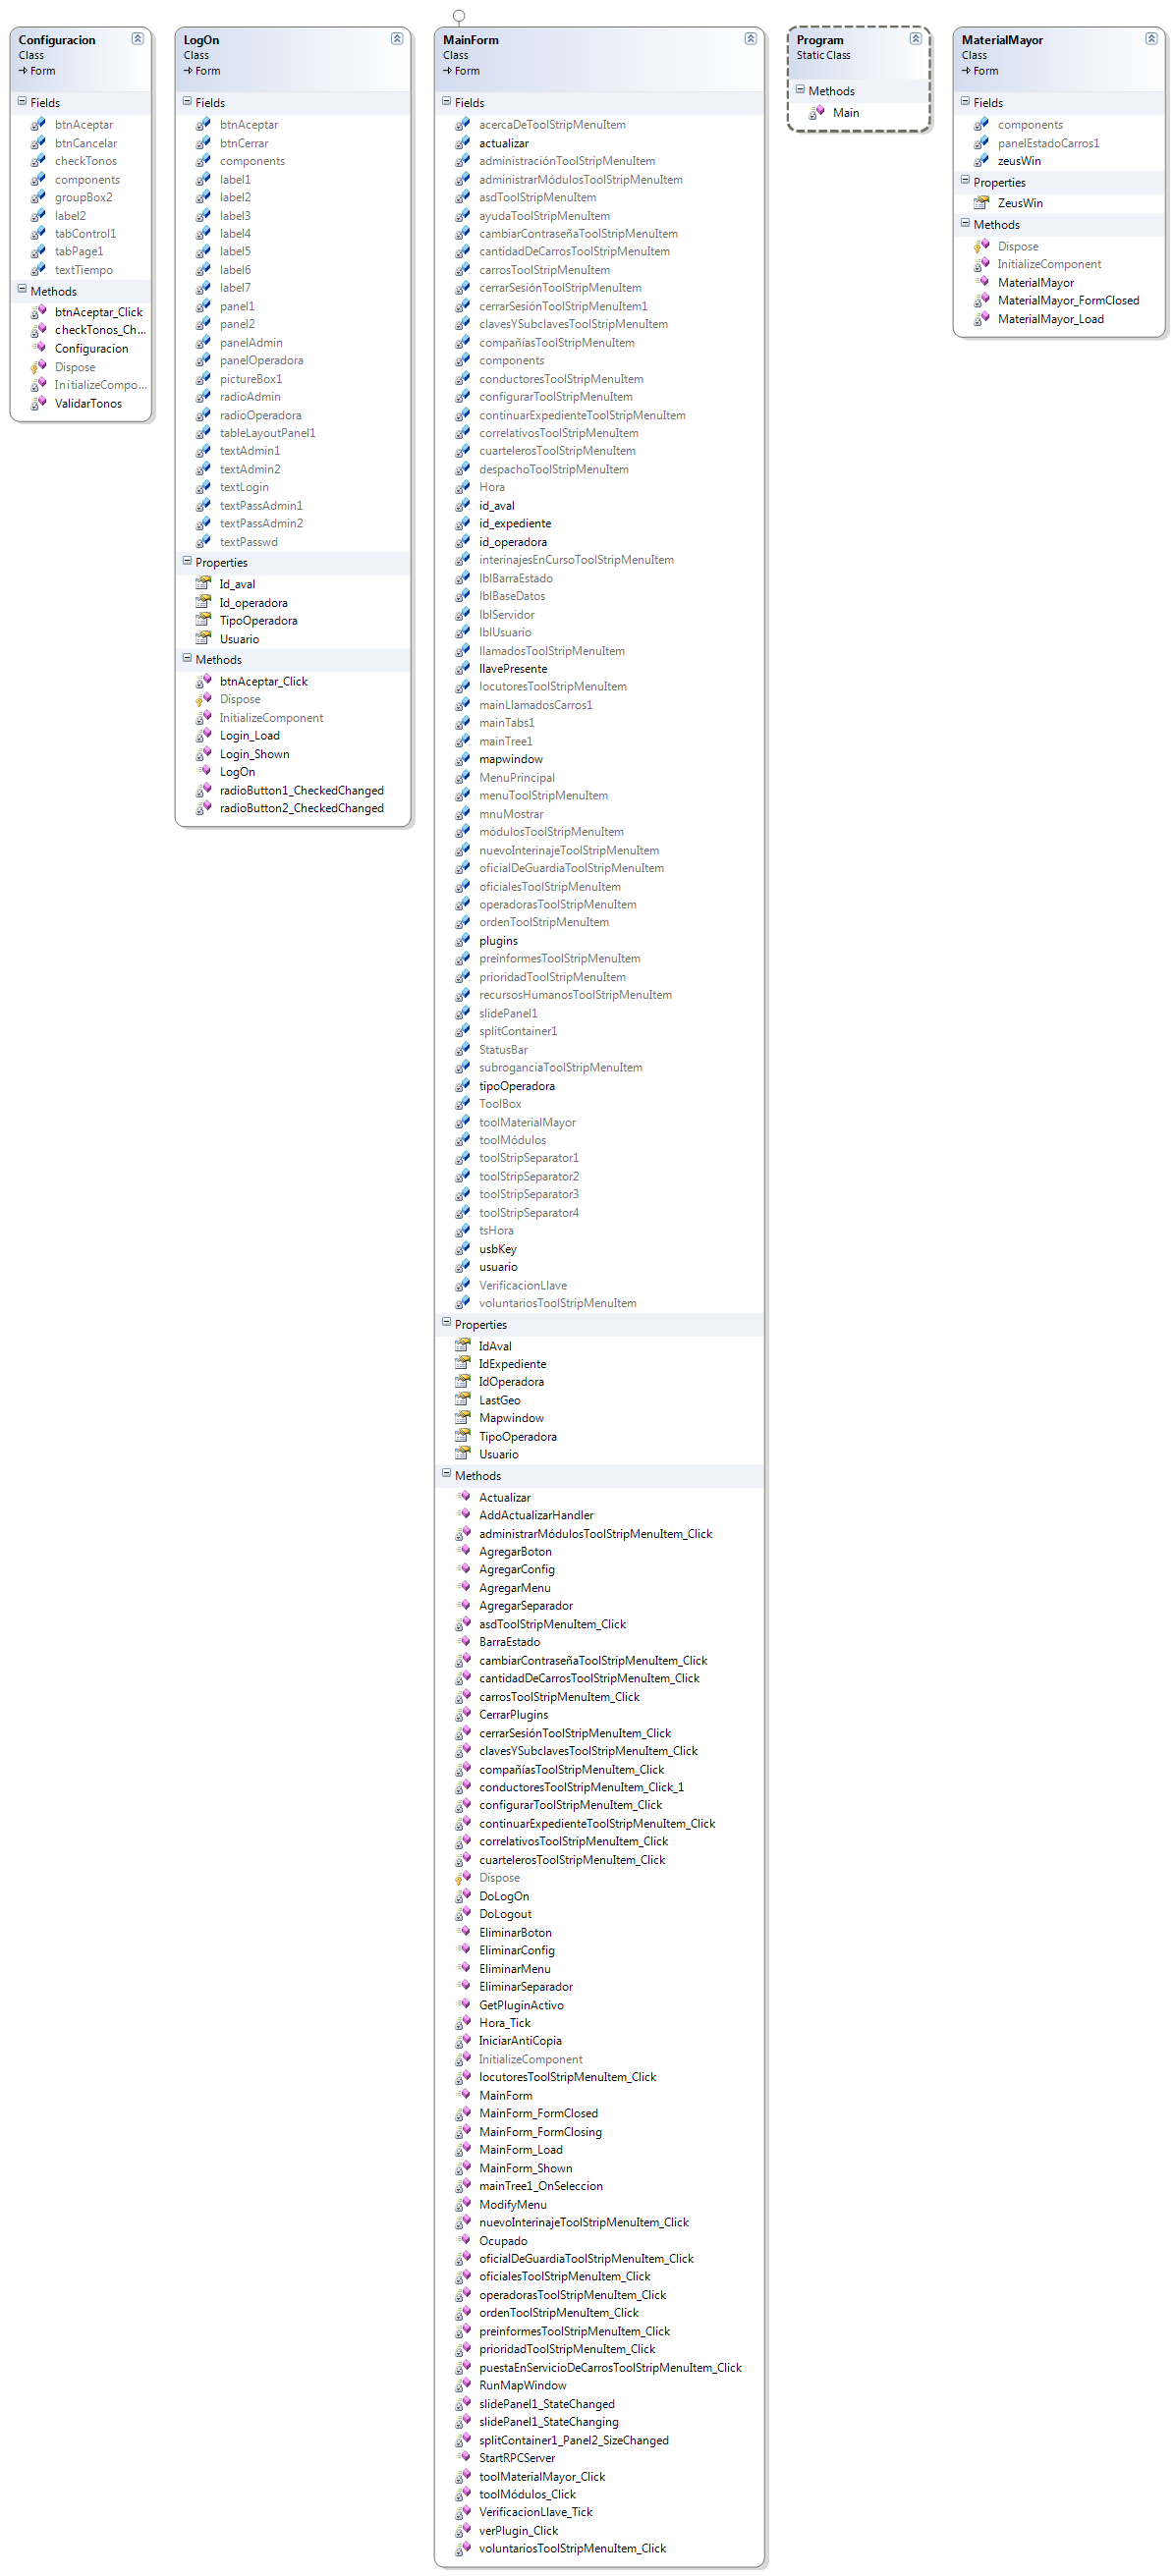 Configuracion
Class
Form
Fields
btnAceptar
btnCancelar
checkTonos
components
groupBox2
label2
tabControl1
tabPage1
textTiempo
Methods
btnAceptar_Click
checkTonos_Ch...
Configuracion
Dispose
InitializeCompo...
ValidarTonos
LogOn
Class
Form
Fields
btnAceptar
btnCerrar
components
label1
label2
label3
label4
label5
label6
label7
panel1
panel2
panelAdmin
panelOperadora
pictureBox1
radioAdmin
radioOperadora
tableLayoutPanel1
textAdmin1
textAdmin2
textLogin
textPassAdmin1
textPassAdmin2
textPasswd
Properties
Id_aval
Id_operadora
TipoOperadora
Usuario
Methods
btnAceptar_Click
Dispose
InitializeComponent
Login_Load
Login_Shown
LogOn
radioButton1_CheckedChanged
radioButton2_CheckedChanged
MainForm
Class
Form
Fields
acercaDeToolStripMenuItem
actualizar
administraciónToolStripMenuItem
administrarMódulosToolStripMenuItem
asdToolStripMenuItem
ayudaToolStripMenuItem
cambiarContraseñaToolStripMenuItem
cantidadDeCarrosToolStripMenuItem
carrosToolStripMenuItem
cerrarSesiónToolStripMenuItem
cerrarSesiónToolStripMenuItem1
clavesYSubclavesToolStripMenuItem
compañíasToolStripMenuItem
components
conductoresToolStripMenuItem
configurarToolStripMenuItem
continuarExpedienteToolStripMenuItem
correlativosToolStripMenuItem
cuartelerosToolStripMenuItem
despachoToolStripMenuItem
Hora
id_aval
id_expediente
id_operadora
interinajesEnCursoToolStripMenuItem
lblBarraEstado
lblBaseDatos
lblServidor
lblUsuario
llamadosToolStripMenuItem
llavePresente
locutoresToolStripMenuItem
mainLlamadosCarros1
mainTabs1
mainTree1
mapwindow
MenuPrincipal
menuToolStripMenuItem
mnuMostrar
módulosToolStripMenuItem
nuevoInterinajeToolStripMenuItem
oficialDeGuardiaToolStripMenuItem
oficialesToolStripMenuItem
operadorasToolStripMenuItem
ordenToolStripMenuItem
plugins
preinformesToolStripMenuItem
prioridadToolStripMenuItem
recursosHumanosToolStripMenuItem
slidePanel1
splitContainer1
StatusBar
subroganciaToolStripMenuItem
tipoOperadora
ToolBox
toolMaterialMayor
toolMódulos
toolStripSeparator1
toolStripSeparator2
toolStripSeparator3
toolStripSeparator4
tsHora
usbKey
usuario
VerificacionLlave
voluntariosToolStripMenuItem
Properties
IdAval
IdExpediente
IdOperadora
LastGeo
Mapwindow
TipoOperadora
Usuario
Methods
Actualizar
AddActualizarHandler
administrarMódulosToolStripMenuItem_Click
AgregarBoton
AgregarConfig
AgregarMenu
AgregarSeparador
asdToolStripMenuItem_Click
BarraEstado
cambiarContraseñaToolStripMenuItem_Click
cantidadDeCarrosToolStripMenuItem_Click
carrosToolStripMenuItem_Click
CerrarPlugins
cerrarSesiónToolStripMenuItem_Click
clavesYSubclavesToolStripMenuItem_Click
compañíasToolStripMenuItem_Click
conductoresToolStripMenuItem_Click_1
configurarToolStripMenuItem_Click
continuarExpedienteToolStripMenuItem_Click
correlativosToolStripMenuItem_Click
cuartelerosToolStripMenuItem_Click
Dispose
DoLogOn
DoLogout
EliminarBoton
EliminarConfig
EliminarMenu
EliminarSeparador
GetPluginActivo
Hora_Tick
IniciarAntiCopia
InitializeComponent
locutoresToolStripMenuItem_Click
MainForm
MainForm_FormClosed
MainForm_FormClosing
MainForm_Load
MainForm_Shown
mainTree1_OnSeleccion
ModifyMenu
nuevoInterinajeToolStripMenuItem_Click
Ocupado
oficialDeGuardiaToolStripMenuItem_Click
oficialesToolStripMenuItem_Click
operadorasToolStripMenuItem_Click
ordenToolStripMenuItem_Click
preinformesToolStripMenuItem_Click
prioridadToolStripMenuItem_Click
puestaEnServicioDeCarrosToolStripMenuItem_Click
RunMapWindow
slidePanel1_StateChanged
slidePanel1_StateChanging
splitContainer1_Panel2_SizeChanged
StartRPCServer
toolMaterialMayor_Click
toolMódulos_Click
VerificacionLlave_Tick
verPlugin_Click
voluntariosToolStripMenuItem_Click
Program
Static Class
Methods
Main
MaterialMayor
Class
Form
Fields
components
panelEstadoCarros1
zeusWin
Properties
ZeusWin
Methods
Dispose
InitializeComponent
MaterialMayor
MaterialMayor_FormClosed
MaterialMayor_Load